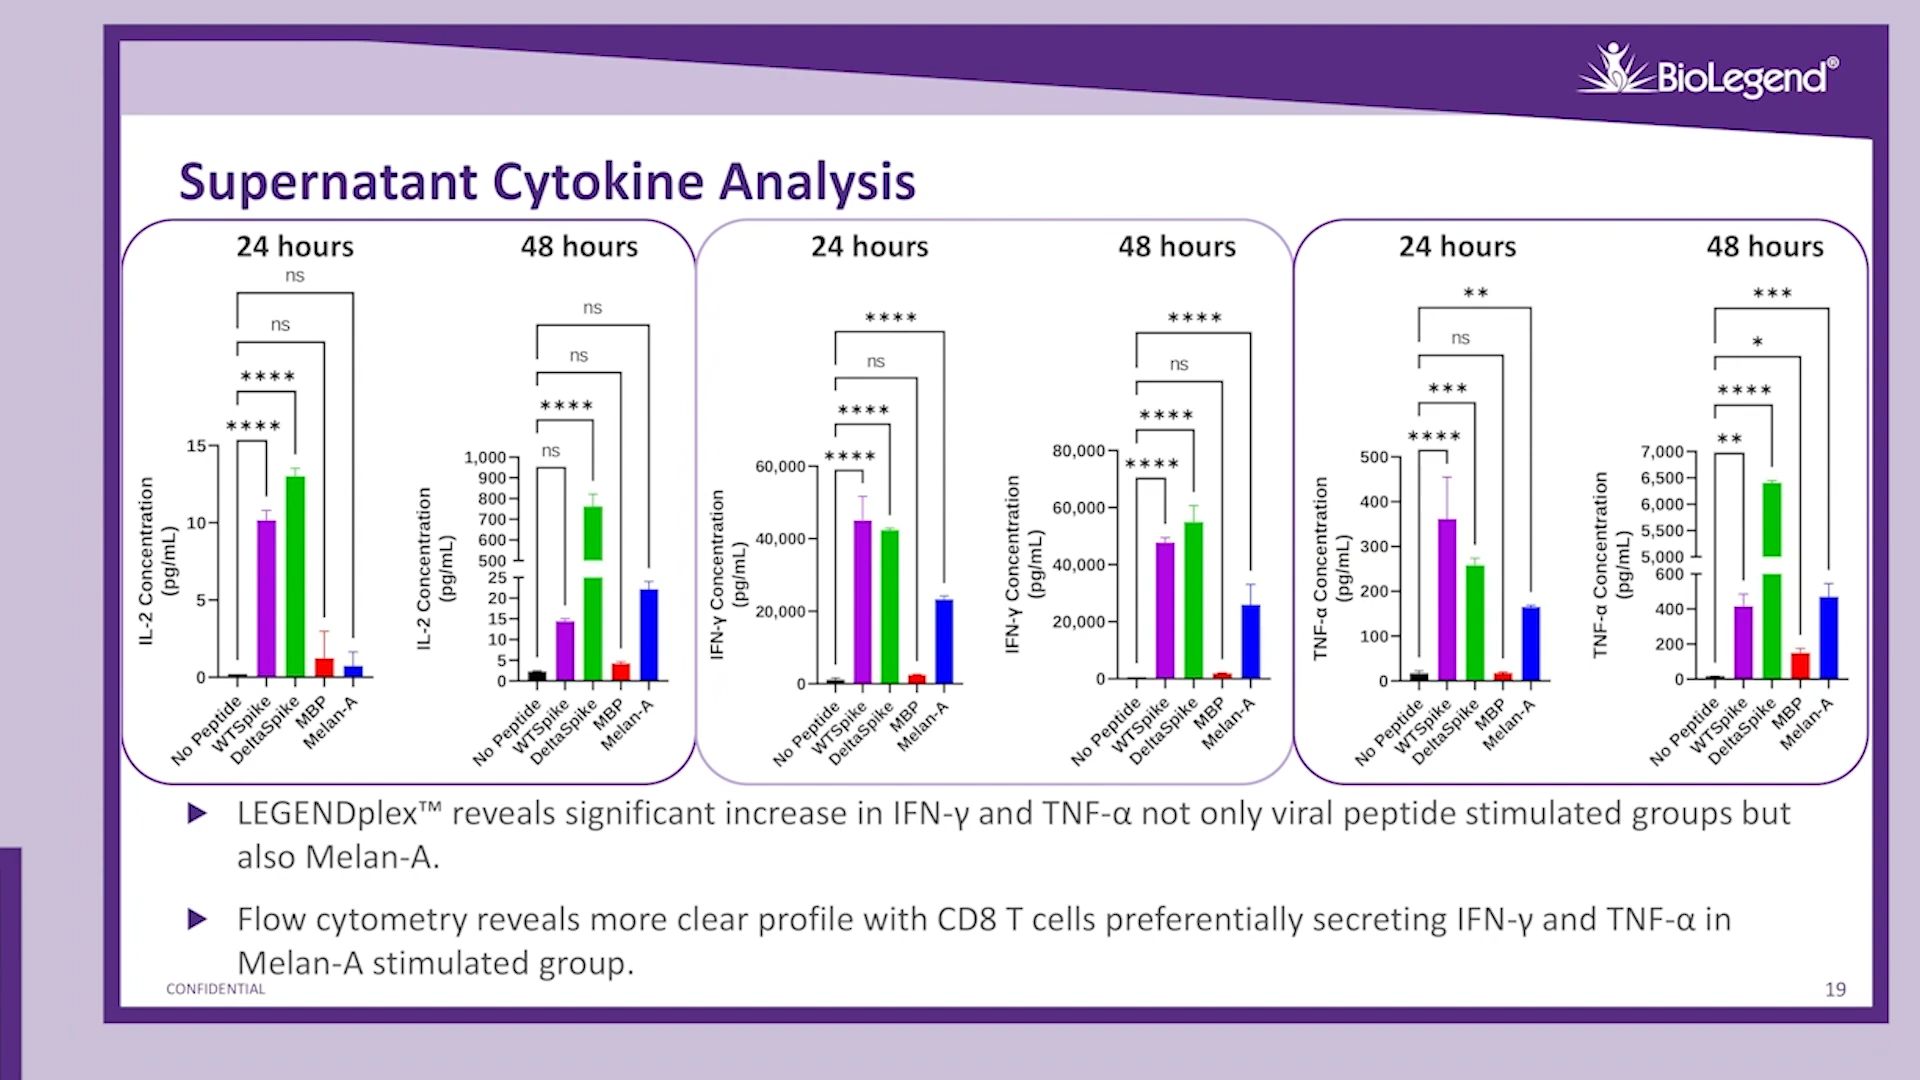 BioLegend®
Supernatant Cytokine Analysis
24 hours
ns
ns
****
****
15
10
5
0
IL-2 Concentration
(pg/mL)
No Peptide
WTSpike
DeltaSpike
MBP
Melan-A
48 hours
ns
ns
****
ns
1,000
900
800
700
600
500
25
20
15
10
5
0
IL-2 Concentration
(pg/mL)
No Peptide
WTSpike
DeltaSpike
MBP
Melan-A
24 hours
****
ns
****
****
60,000
40,000
20,000
0
IFN-γ Concentration
(pg/mL)
No Peptide
WTSpike
DeltaSpike
MBP
Melan-A
48 hours
****
ns
****
****
80,000
60,000
40,000
20,000
0
IFN-γ Concentration
(pg/mL)
No Peptide
WTSpike
DeltaSpike
MBP
Melan-A
24 hours
**
ns
***
****
500
400
300
200
100
0
TNF-α Concentration
(pg/mL)
No Peptide
WTSpike
DeltaSpike
MBP
Melan-A
48 hours
***
*
****
**
7,000
6,500
6,000
5,500
5,000
600
400
200
0
TNF-α Concentration
(pg/mL)
No Peptide
WTSpike
DeltaSpike
MBP
Melan-A
LEGENDplex™ reveals significant increase in IFN-γ and TNF-α not only viral peptide stimulated groups but
also Melan-A.
Flow cytometry reveals more clear profile with CD8 T cells preferentially secreting IFN-γ and TNF-α in
Melan-A stimulated group.
CONFIDENTIAL
19